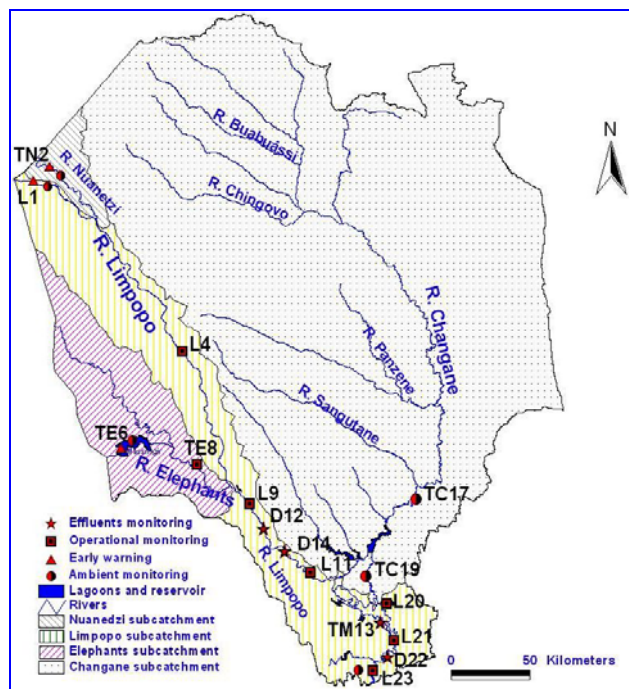 R. Buabuássi
N
TN2
R. Nuanetzi
R. Chingovo
L1
R. Limpopo
R. Changane
L4
R. Panzene
R. Sangutane
TE6
TE8
R. Elephants
TC17
L9
D12
D14
R. Limpopo
L11
TC19
L20
TM13
L21
D22
L23
Effluents monitoring
Operational monitoring
Early warning
Ambient monitoring
Lagoons and reservoir
Rivers
Nuanedzi subcatchment
Limpopo subcatchment
Elephants subcatchment
Changane subcatchment
0 50 Kilometers